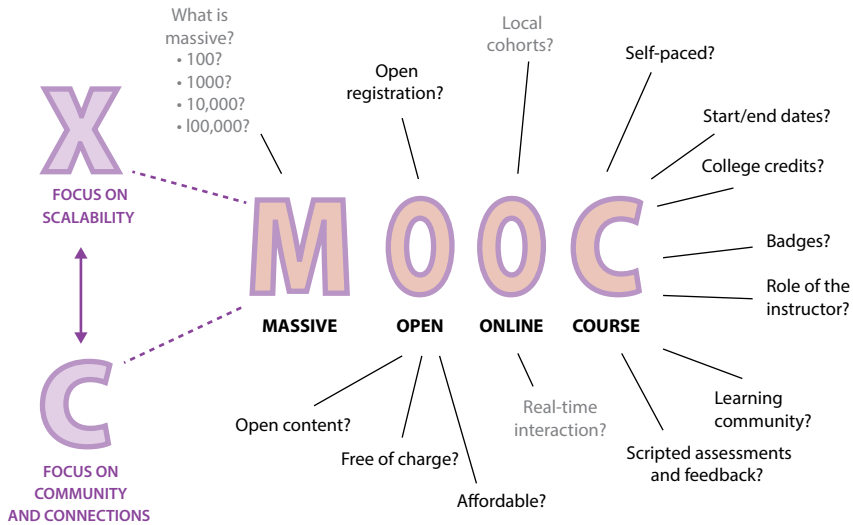 What is
massive?
• 100?
• 1000?
• 10,000?
• l00,000?
Local
cohorts?
Open
registration?
Self-paced?
Start/end dates?
College credits?
Badges?
Role of the
instructor?
X
FOCUS ON
SCALABILITY
MOOC
MASSIVE
OPEN
ONLINE
COURSE
C
FOCUS ON
COMMUNITY
AND CONNECTIONS
Open content?
Free of charge?
Affordable?
Real-time
interaction?
Scripted assessments
and feedback?
Learning
community?